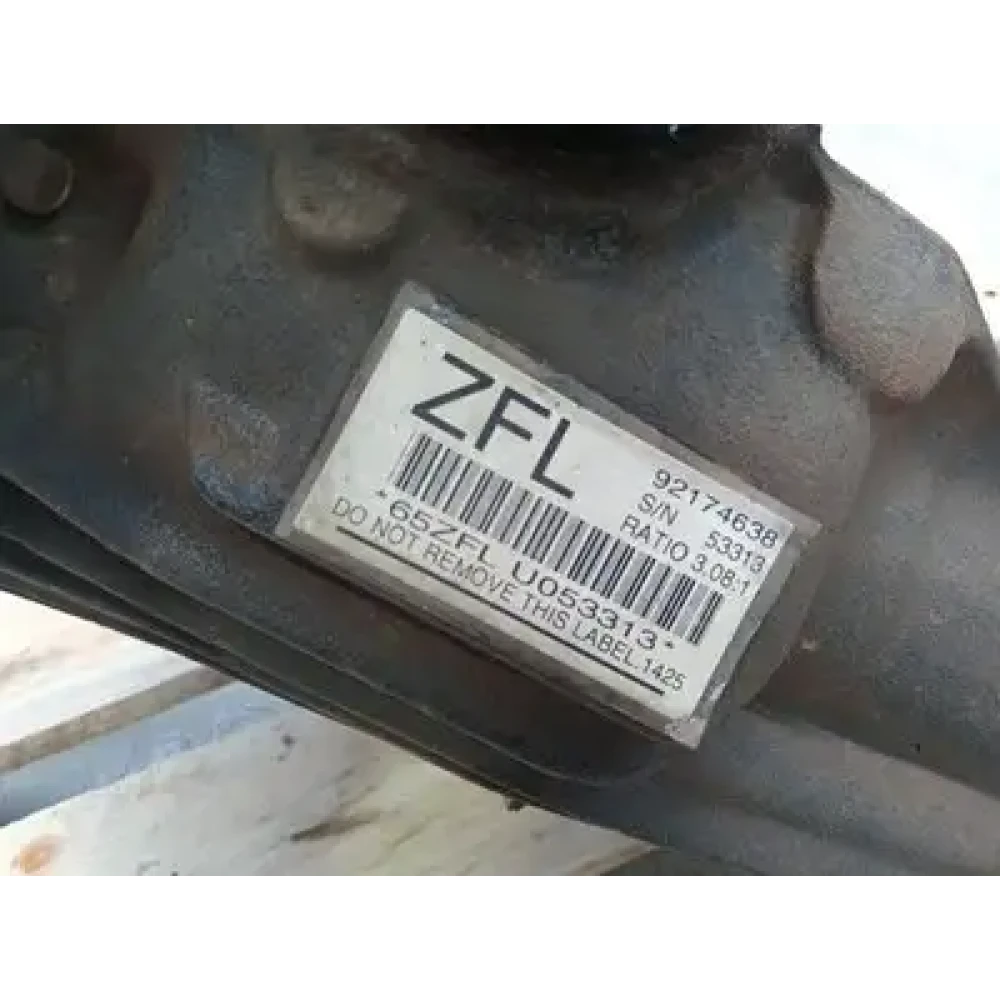 ZFL
92174638
S/N 53313
RATIO 3.08:1
*65ZFL U053313*
DO NOT REMOVE THIS LABEL.1425